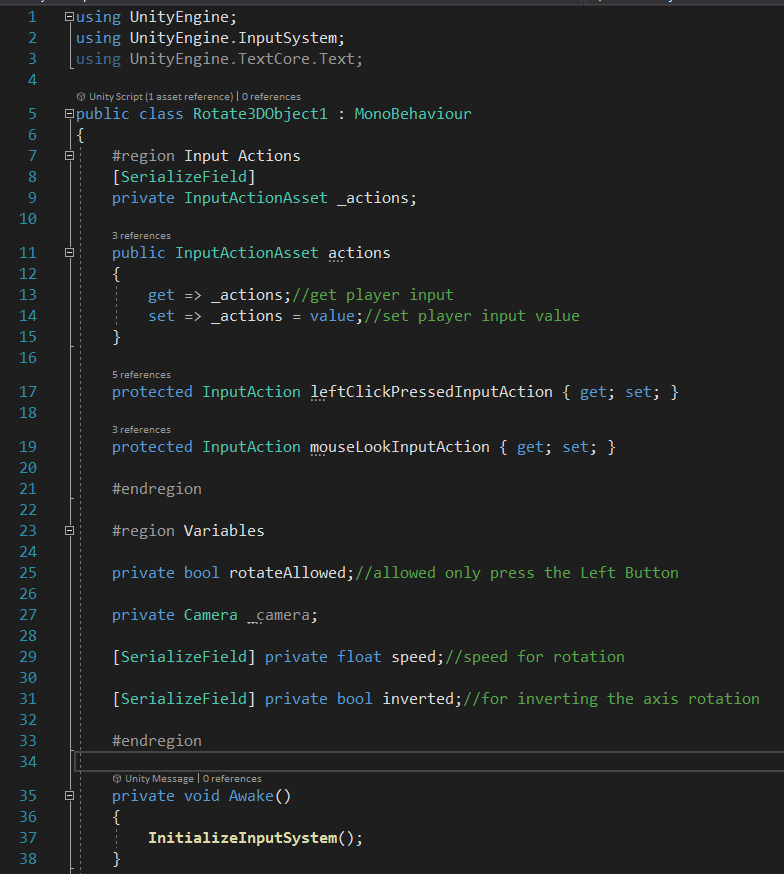 1 using UnityEngine;
2 using UnityEngine.InputSystem;
3 using UnityEngine.TextCore.Text;
4
Unity Script (1 asset reference) | 0 references
5 public class Rotate3DObject1 : MonoBehaviour
6 {
7 #region Input Actions
8 [SerializeField]
9 private InputActionAsset _actions;
10
3 references
11 public InputActionAsset actions
12 {
13 get => _actions;//get player input
14 set => _actions = value;//set player input value
15 }
16
5 references
17 protected InputAction leftClickPressedInputAction { get; set; }
18
3 references
19 protected InputAction mouseLookInputAction { get; set; }
20
21 #endregion
22
23 #region Variables
24
25 private bool rotateAllowed;//allowed only press the Left Button
26
27 private Camera _camera;
28
29 [SerializeField] private float speed;//speed for rotation
30
31 [SerializeField] private bool inverted;//for inverting the axis rotation
32
33 #endregion
34
Unity Message | 0 references
35 private void Awake()
36 {
37 InitializeInputSystem();
38 }